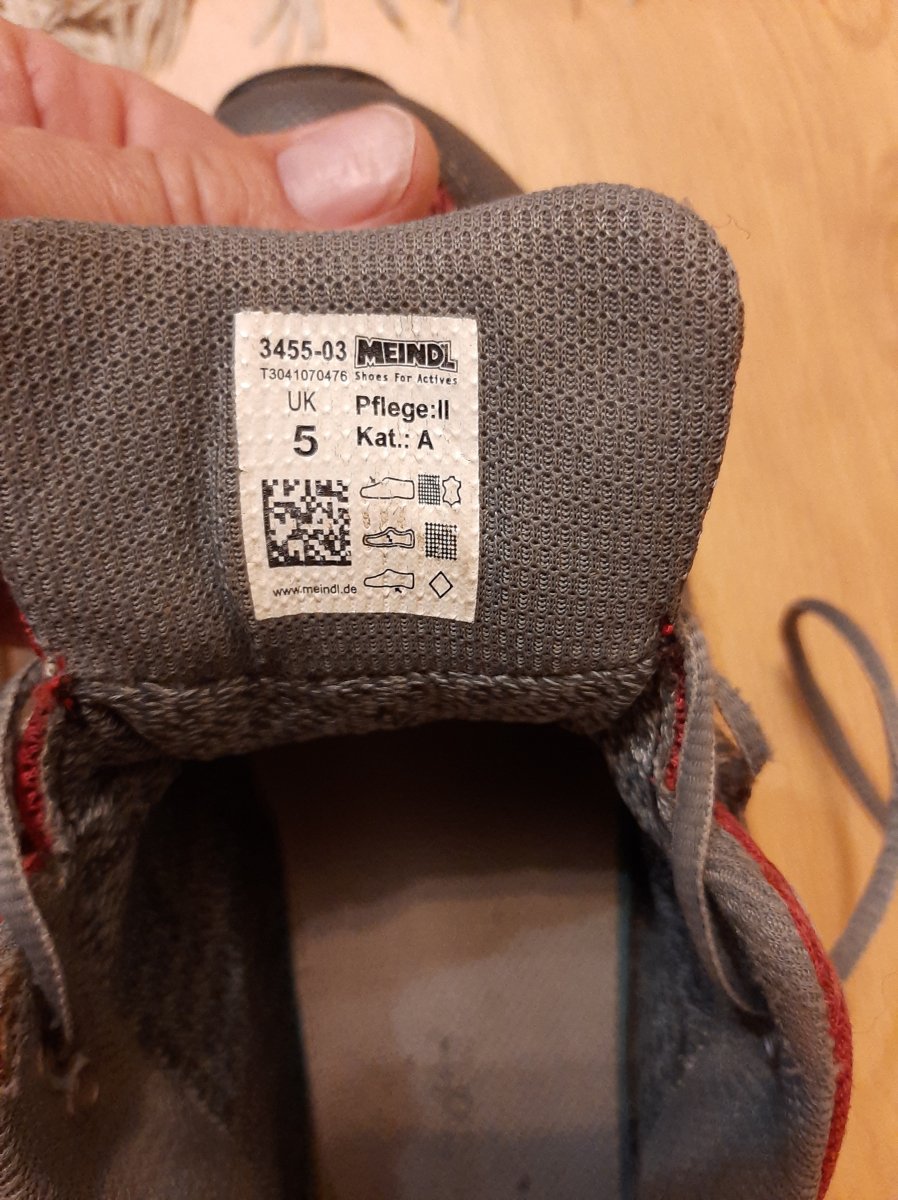 3455-03 MEINDL
T3041070476 Shoes For Actives
UK Pflege:II
5 Kat.: A
www.meindl.de